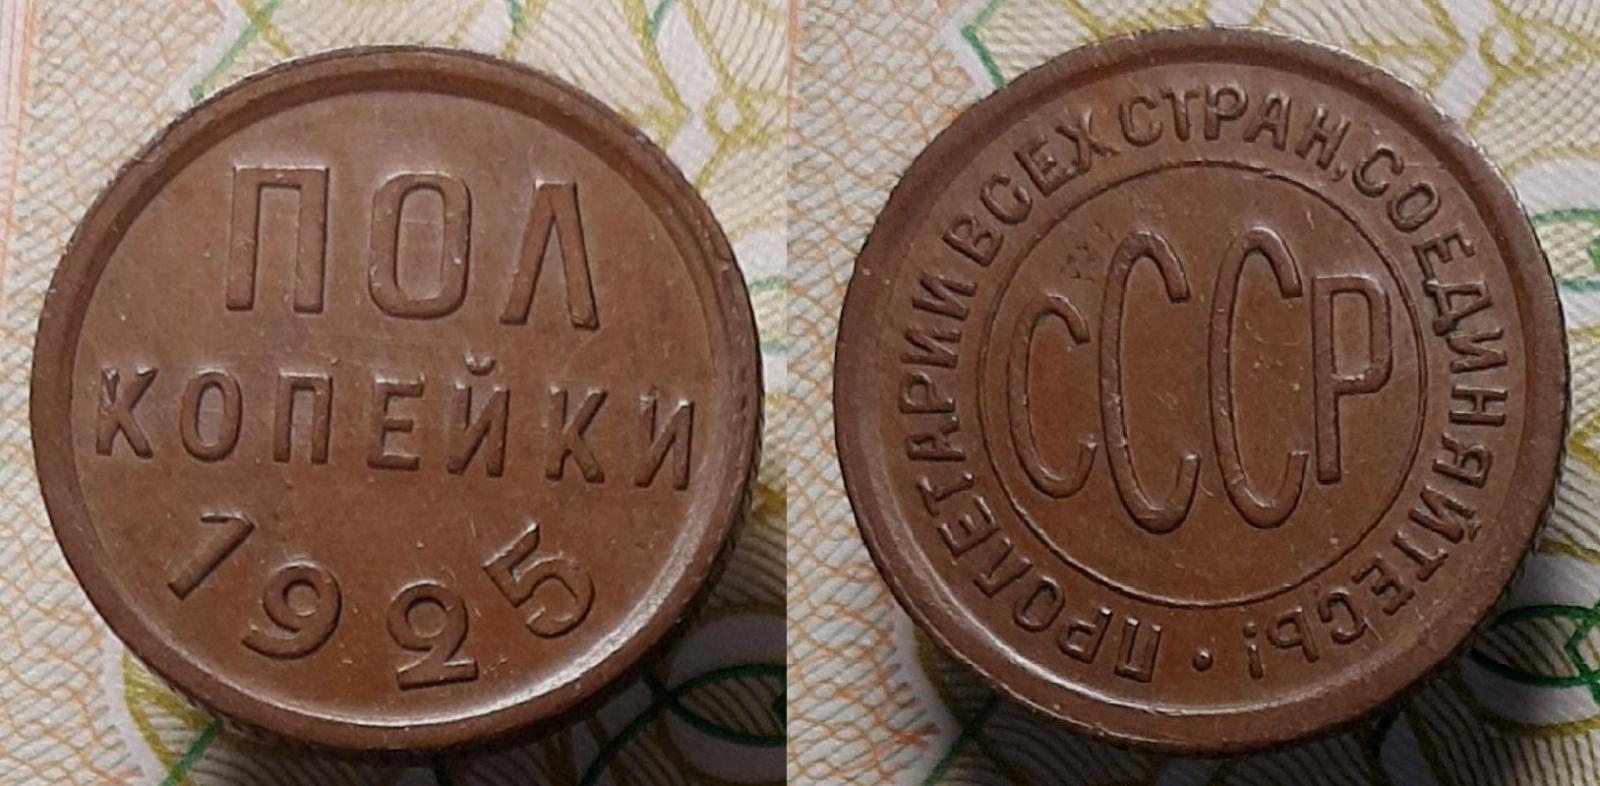 ПОЛ
КОПЕЙКИ
1925
ПРОЛЕТАРИИ ВСЕХ СТРАН, СОЕДИНЯЙТЕСЬ!
СССР